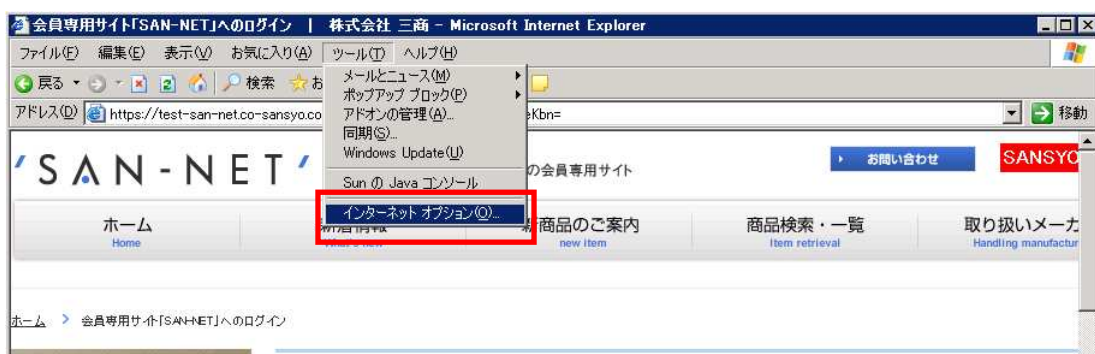 会員専用サイト「SAN-NET」へのログイン | 株式会社 三商 - Microsoft Internet Explorer
ファイル(F) 編集(E) 表示(V) お気に入り(A) ツール(T) ヘルプ(H)
戻る 検索 お
メールとニュース(M)
ポップアップ ブロック(P)
アドレス(D) https://test-san-net.co-sansyo.co eKbn= 移動
アドオンの管理(A)...
同期(S)...
Windows Update(U)
Sun の Java コンソール
インターネット オプション(O)...
'SAN-NET' の会員専用サイト お問い合わせ SANSYO
ホーム 新着情報 新商品のご案内 商品検索・一覧 取り扱いメーカ
Home What's new new item Item retrieval Handling manufactur
ホーム > 会員専用サイト「SAN-NET」へのログイン